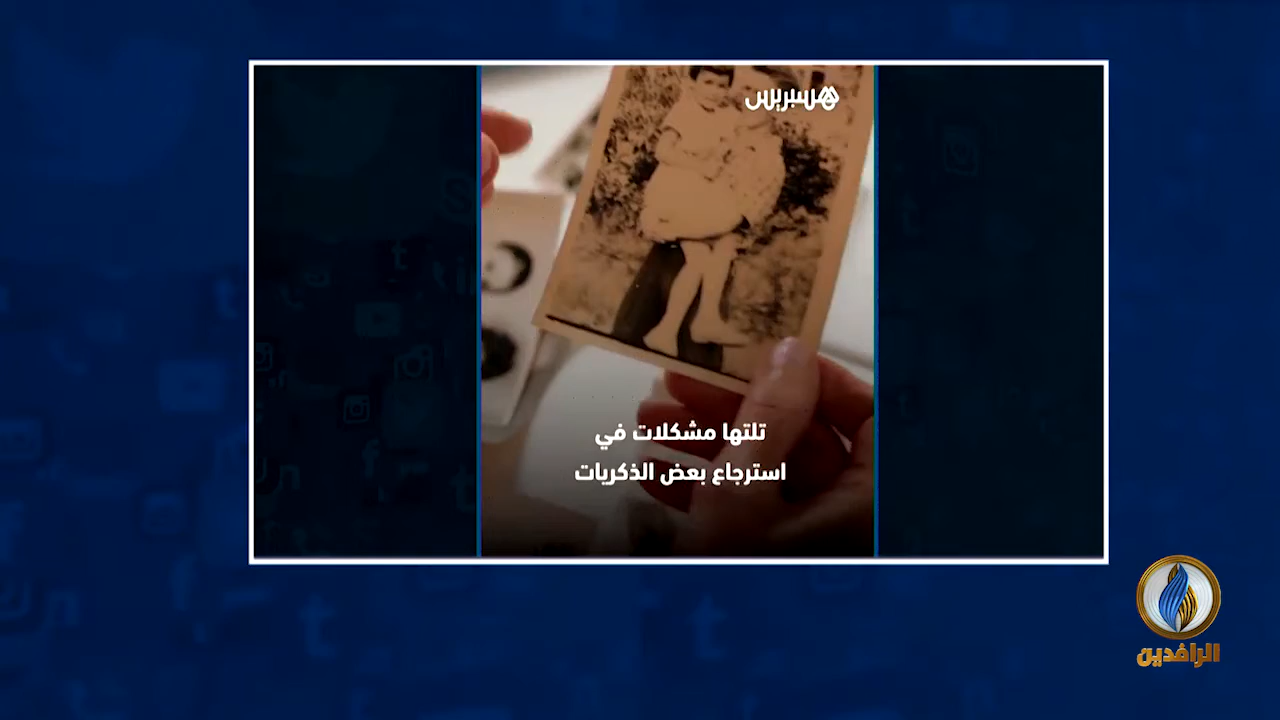 هسبريس
تلتها مشكلات في
استرجاع بعض الذكريات
الرافدين